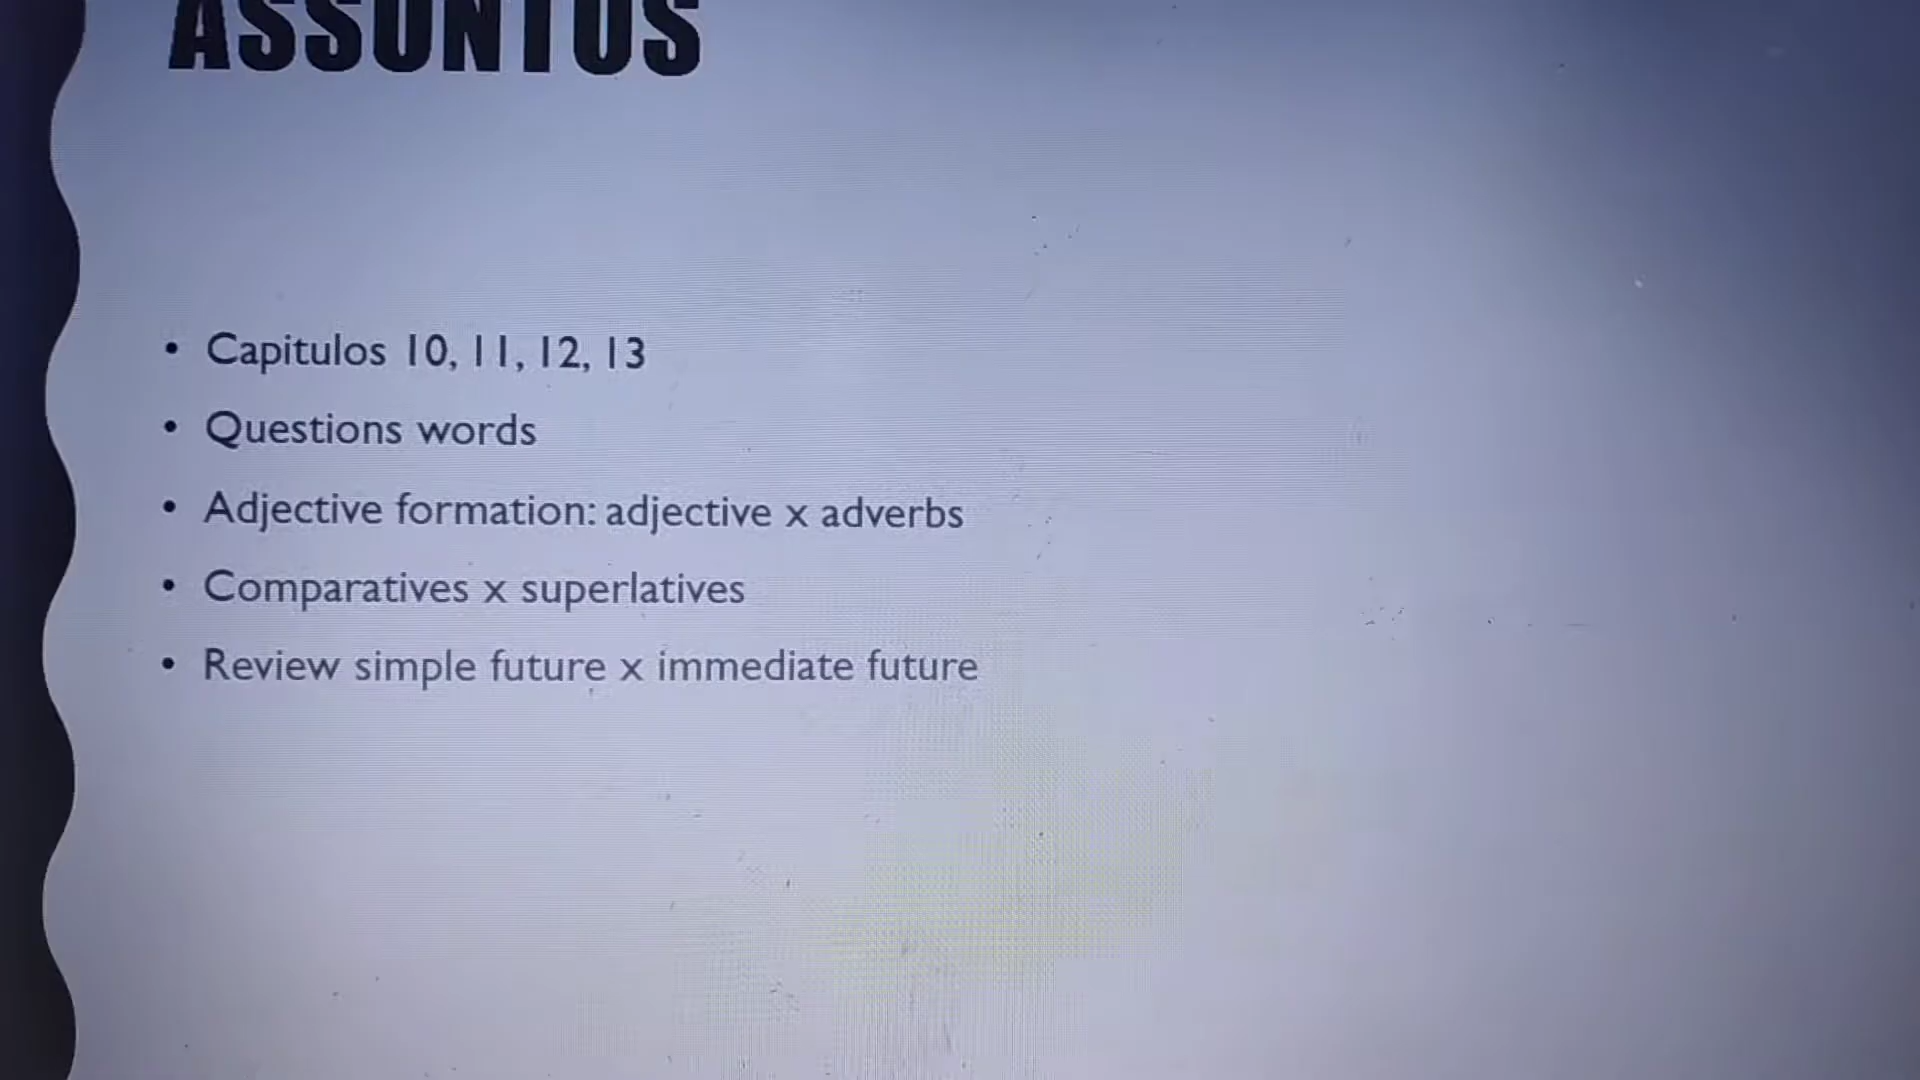 ASSUNTOS
• Capitulos 10, 11, 12, 13
• Questions words
• Adjective formation: adjective x adverbs
• Comparatives x superlatives
• Review simple future x immediate future